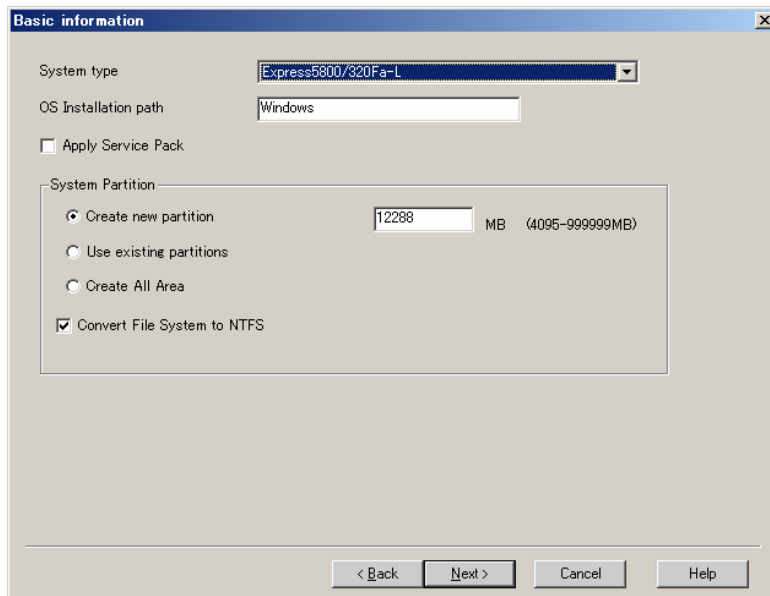 Basic information
System type Express5800/320Fa-L
OS Installation path Windows
Apply Service Pack
System Partition
Create new partition 12288 MB (4095-999999MB)
Use existing partitions
Create All Area
Convert File System to NTFS
< Back Next > Cancel Help